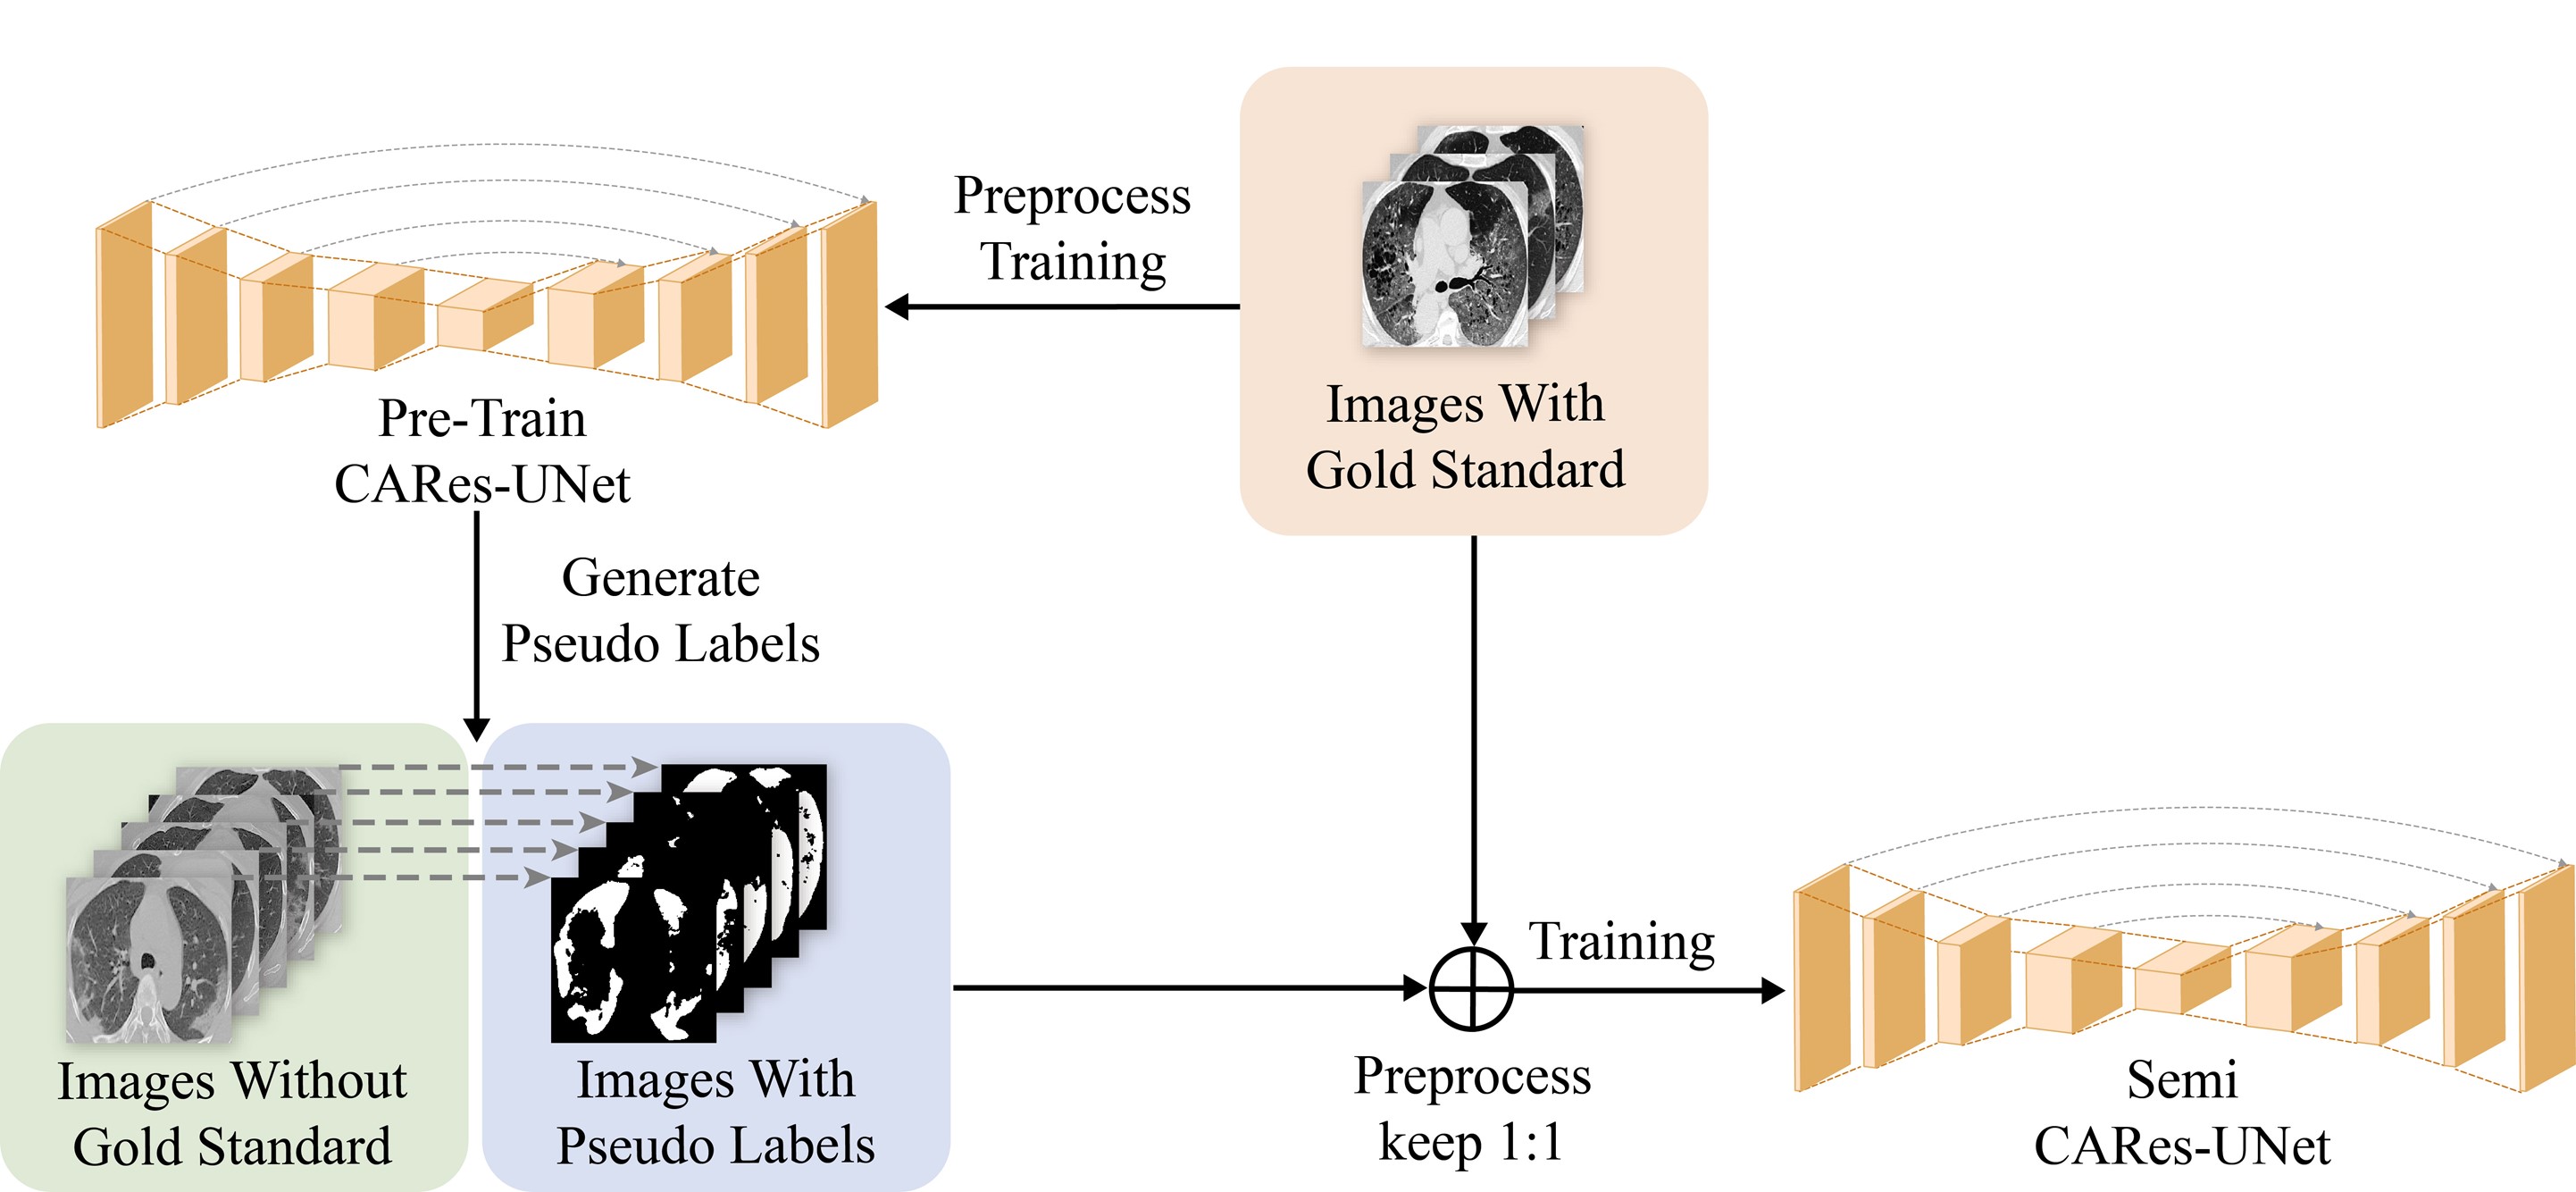 Preprocess
Training
Images With
Gold Standard
Pre-Train
CARes-UNet
Generate
Pseudo Labels
Images Without
Gold Standard
Images With
Pseudo Labels
Training
Preprocess
keep 1:1
Semi
CARes-UNet